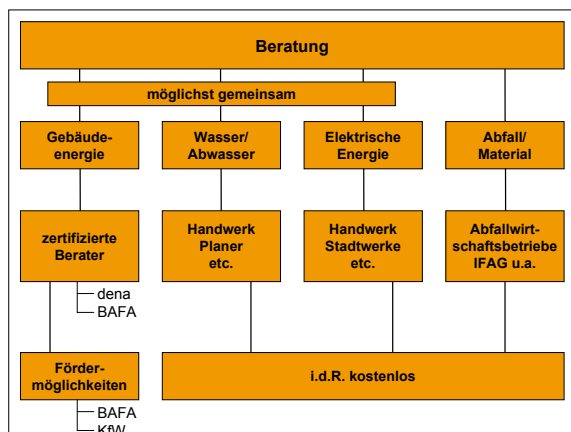 Beratung
möglichst gemeinsam
Gebäude-
energie
Wasser/
Abwasser
Elektrische
Energie
Abfall/
Material
zertifizierte
Berater
Handwerk
Planer
etc.
Handwerk
Stadtwerke
etc.
Abfallwirt-
schaftsbetriebe
IFAG u.a.
dena
BAFA
Förder-
möglichkeiten
i.d.R. kostenlos
BAFA
KfW